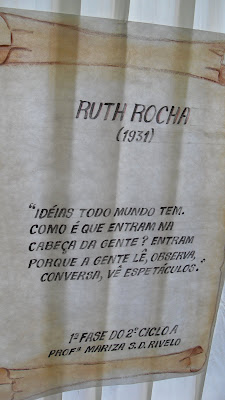 RUTH ROCHA
(1931)
"IDÉIAS TODO MUNDO TEM.
COMO É QUE ENTRAM NA
CABEÇA DA GENTE? ENTRAM
PORQUE A GENTE LÊ, OBSERVA,
CONVERSA, VÊ ESPETÁCULOS."
1ª FASE DO 2º CICLO A
PROFª MARIZA S.D. RIVELO